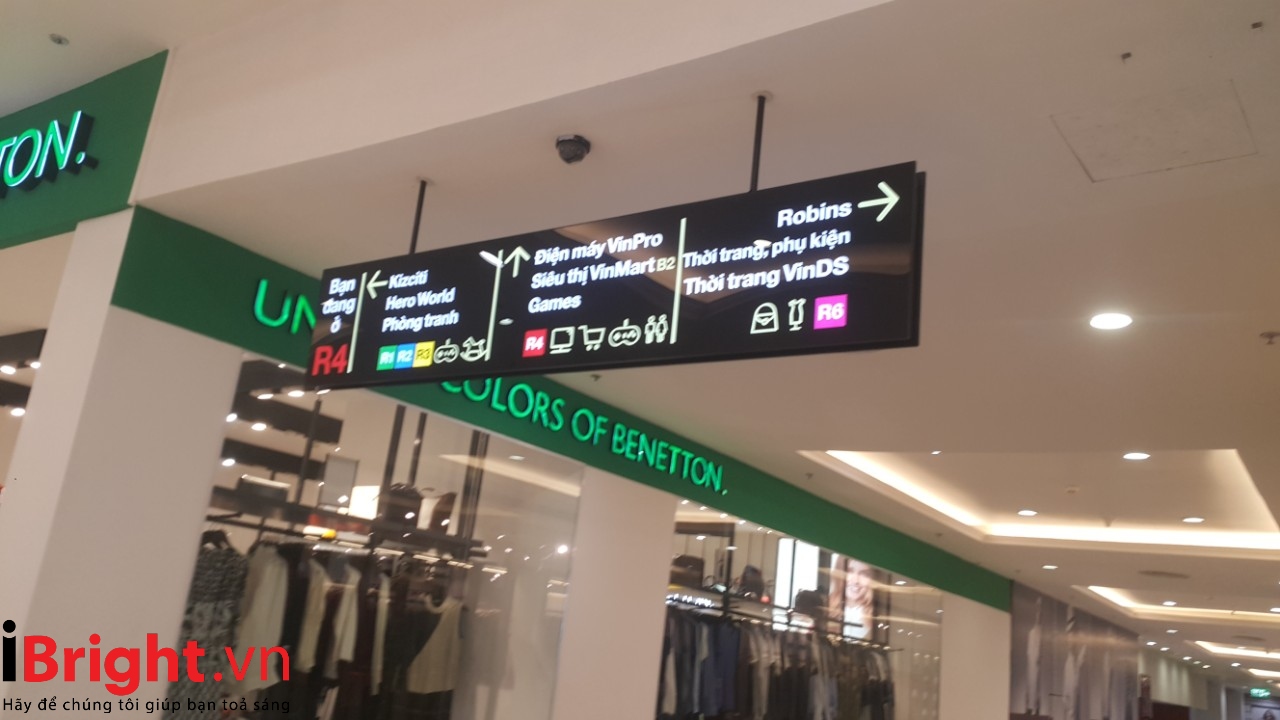 TON.
UN
COLORS OF BENETTON.
Bạn
đang
ở
R4
Kizciti
Hero World
Phòng tranh
R1 R2 R3
Điện máy VinPro
Siêu thị VinMart B2
Games
R4
Robins
Thời trang, phụ kiện
Thời trang VinDS
R6
iBright.vn
Hãy để chúng tôi giúp bạn toả sáng